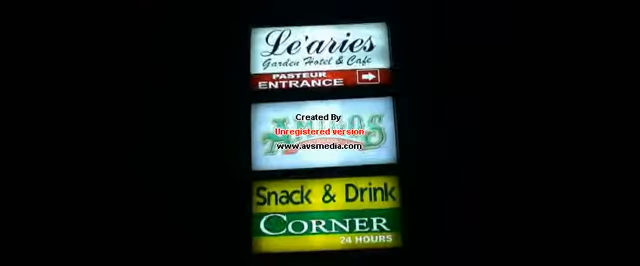 Le'aries
Garden Hotel & Cafe
PASTEUR
ENTRANCE
AMIGOS
Created By
Unregistered version
www.avsmedia.com
Snack & Drink
CORNER
24 HOURS